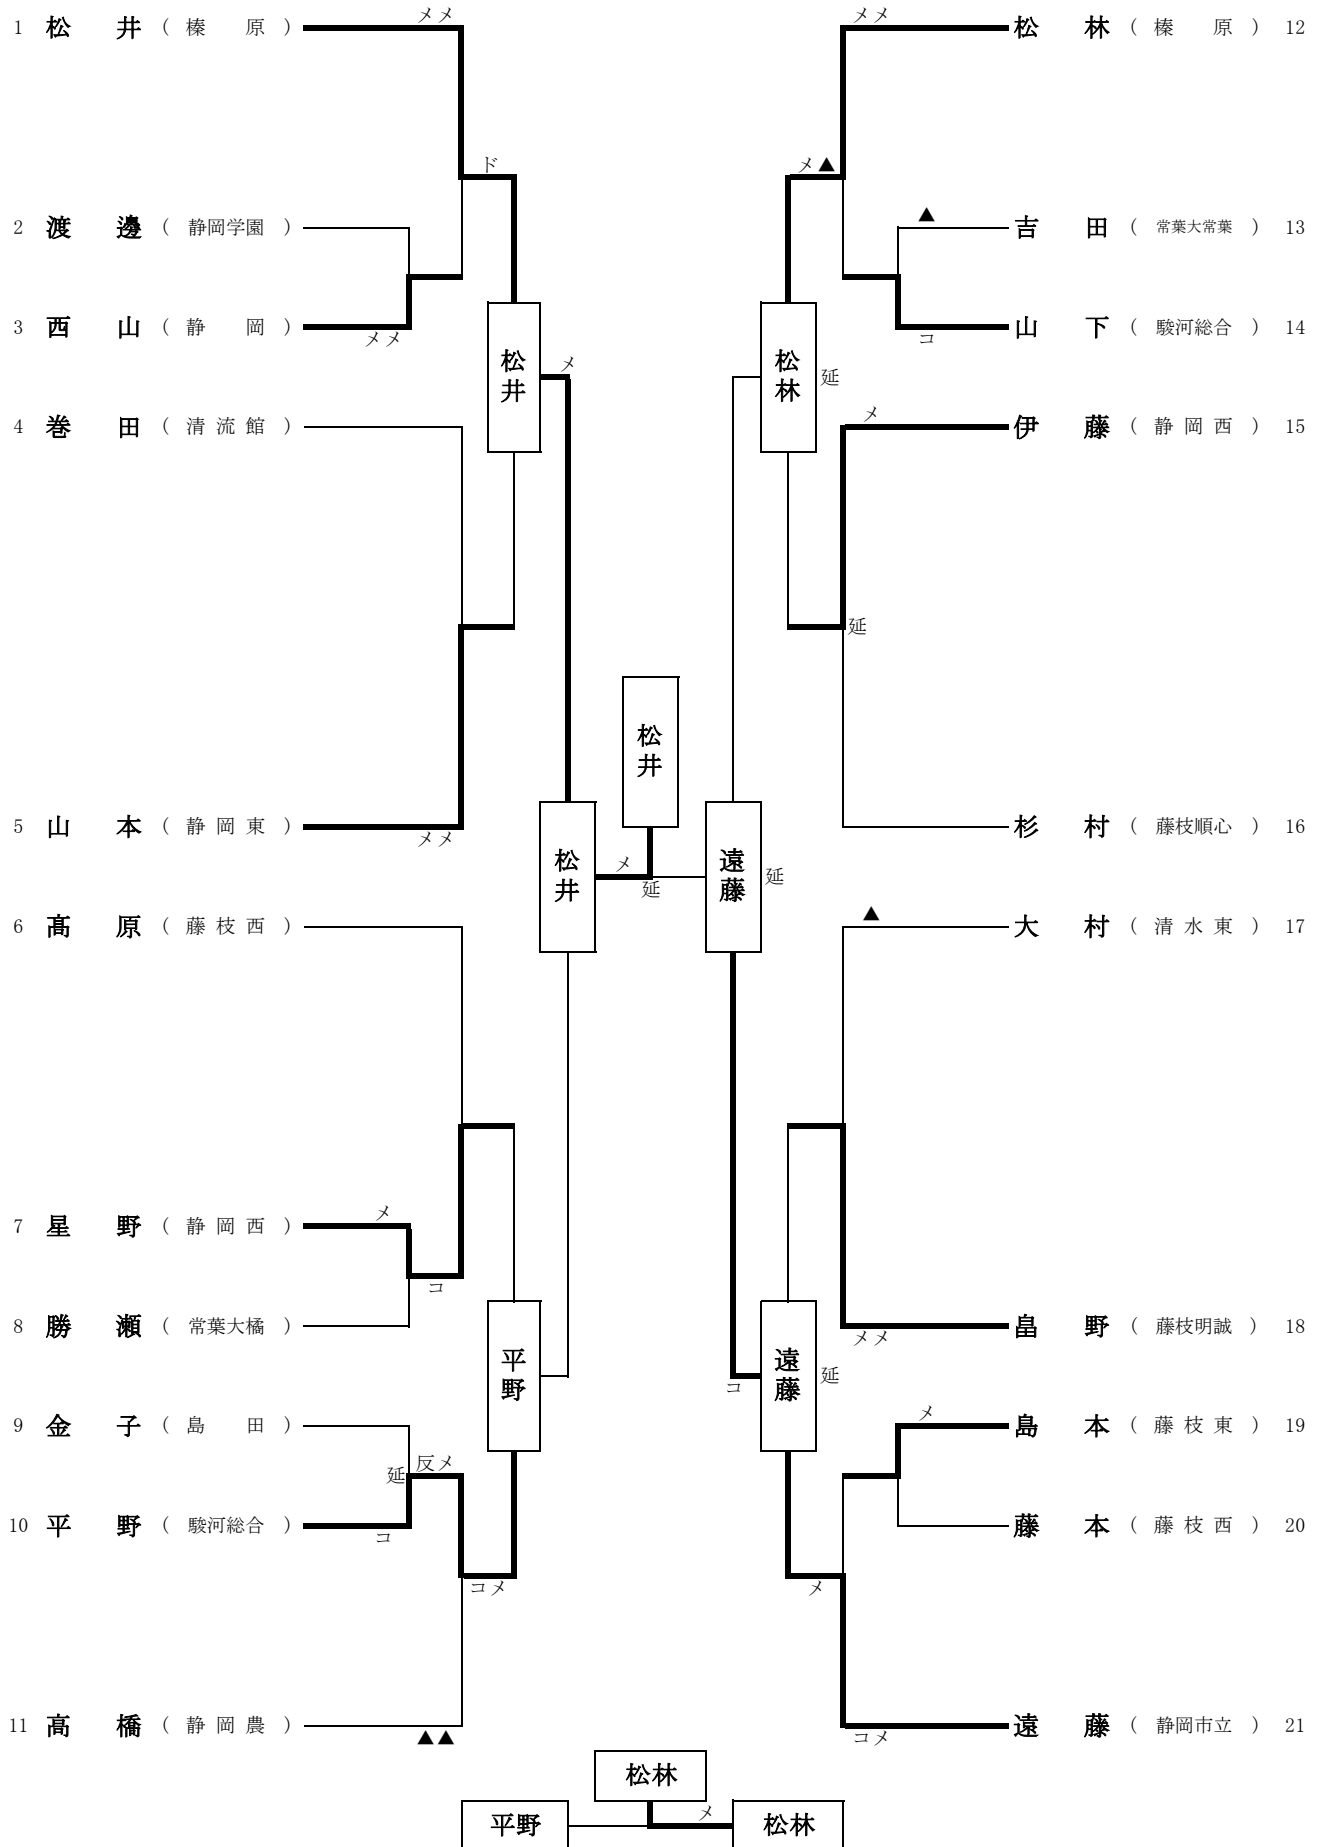 メメ メメ
1 松 井 ( 榛 原 ) 松 林 ( 榛 原 ) 12
ド メ▲
▲
2 渡 邊 ( 静岡学園 ) 吉 田 ( 常葉大常葉 ) 13
3 西 山 ( 静 岡 ) 山 下 ( 駿河総合 ) 14
メメ コ
松井 メ 松林 延
メ
4 巻 田 ( 清 流 館 ) 伊 藤 ( 静 岡 西 ) 15
延
松井
5 山 本 ( 静 岡 東 ) 杉 村 ( 藤枝順心 ) 16
メメ
松井 メ 延 遠藤 延
▲
6 髙 原 ( 藤 枝 西 ) 大 村 ( 清 水 東 ) 17
メ
7 星 野 ( 静 岡 西 )
コ
8 勝 瀬 ( 常葉大橘 ) 畠 野 ( 藤枝明誠 ) 18
メメ
平野 コ 遠藤 延
メ
9 金 子 ( 島 田 ) 島 本 ( 藤 枝 東 ) 19
延 反メ
10 平 野 ( 駿河総合 ) 藤 本 ( 藤 枝 西 ) 20
コ
コメ メ
11 高 橋 ( 静 岡 農 ) 遠 藤 ( 静岡市立 ) 21
▲▲ コメ
松林
平野 メ 松林